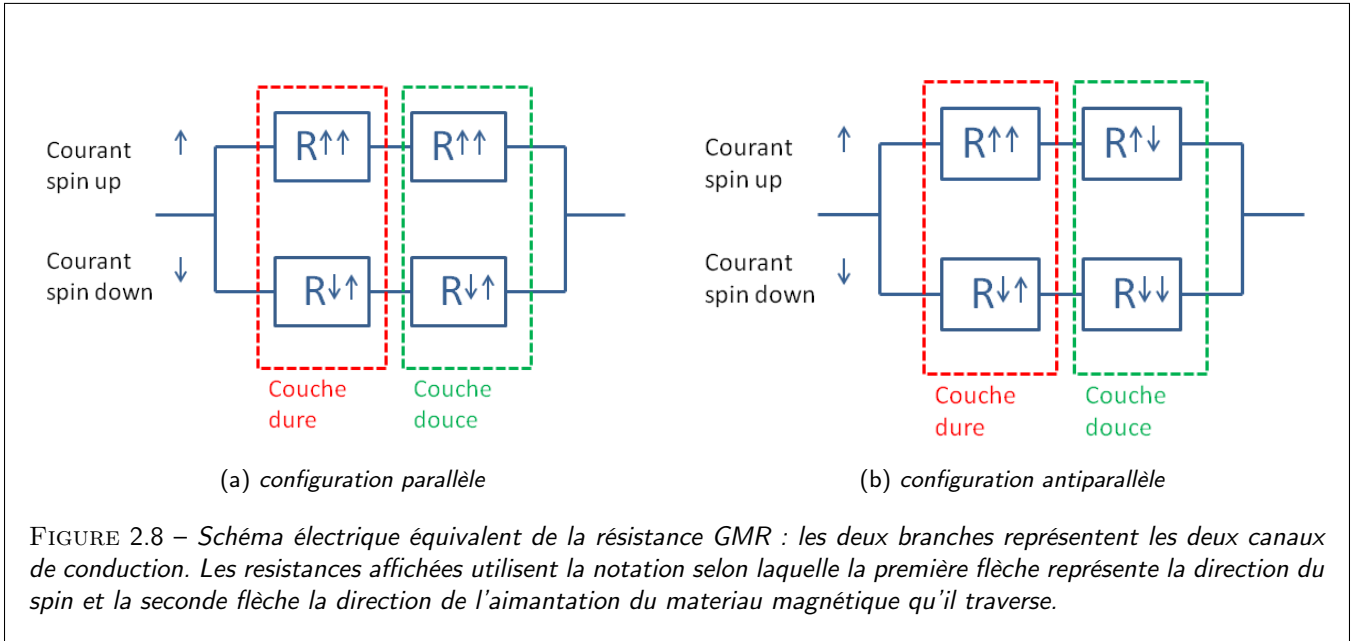 Courant ↑
spin up
R↑↑ R↑↑
Courant ↓
spin down
R↓↑ R↓↑
Couche dure
Couche douce
(a) configuration parallèle
Courant ↑
spin up
R↑↑ R↑↓
Courant ↓
spin down
R↓↑ R↓↓
Couche dure
Couche douce
(b) configuration antiparallèle
FIGURE 2.8 – Schéma électrique équivalent de la résistance GMR : les deux branches représentent les deux canaux
de conduction. Les resistances affichées utilisent la notation selon laquelle la première flèche représente la direction du
spin et la seconde flèche la direction de l'aimantation du materiau magnétique qu'il traverse.